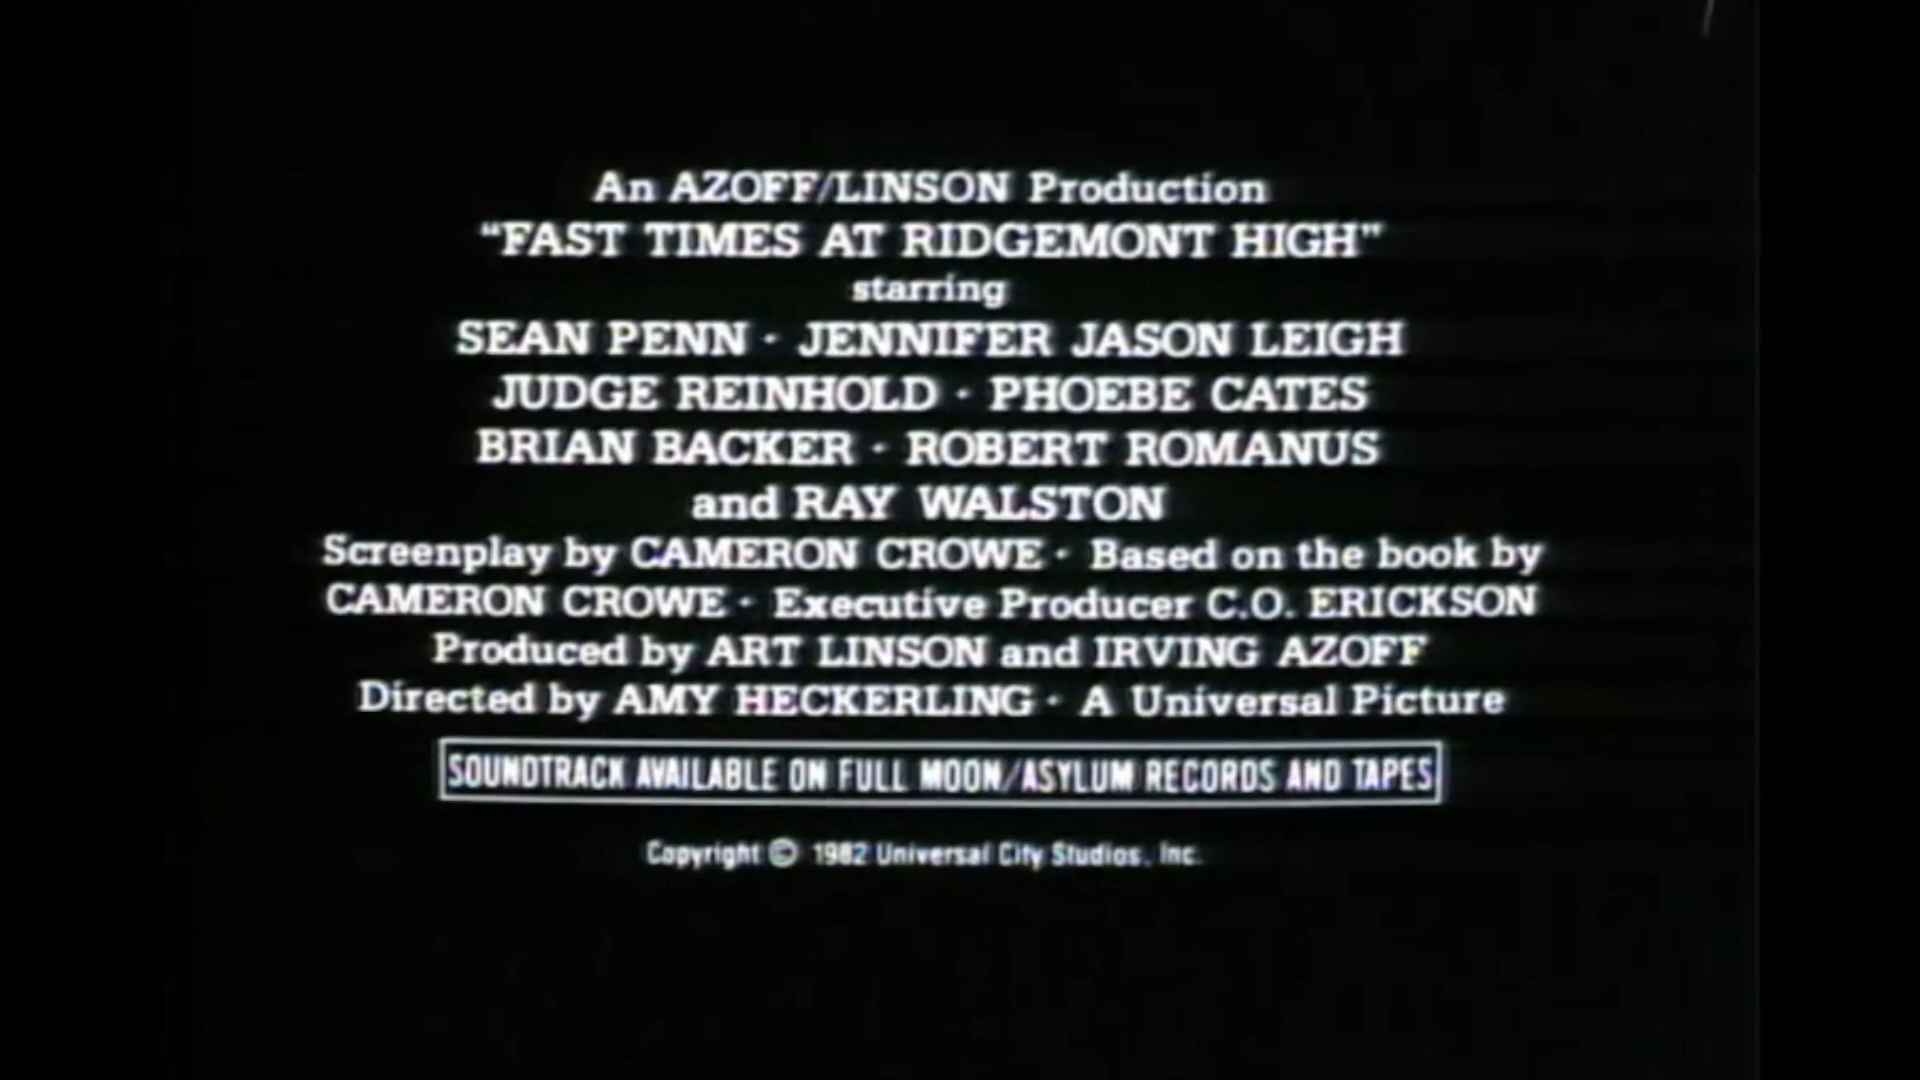 An AZOFF/LINSON Production
"FAST TIMES AT RIDGEMONT HIGH"
starring
SEAN PENN · JENNIFER JASON LEIGH
JUDGE REINHOLD · PHOEBE CATES
BRIAN BACKER · ROBERT ROMANUS
and RAY WALSTON
Screenplay by CAMERON CROWE · Based on the book by
CAMERON CROWE · Executive Producer C.O. ERICKSON
Produced by ART LINSON and IRVING AZOFF
Directed by AMY HECKERLING · A Universal Picture
SOUNDTRACK AVAILABLE ON FULL MOON/ASYLUM RECORDS AND TAPES
Copyright © 1982 Universal City Studios, Inc.